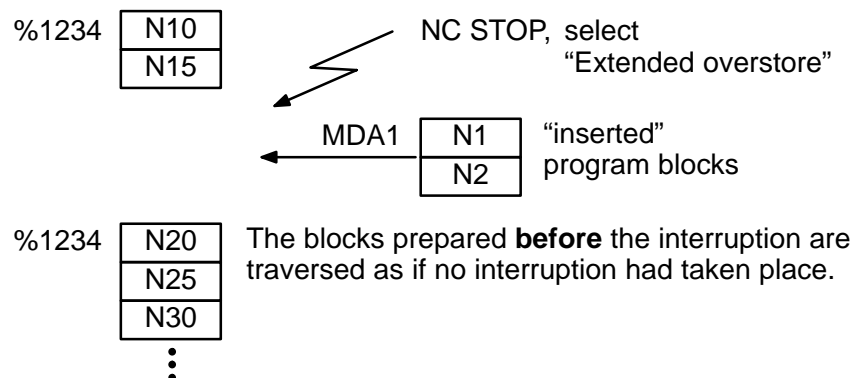 %1234 N10 NC STOP, select
N15 “Extended overstore”
MDA1 N1 “inserted”
N2 program blocks
%1234 N20 The blocks prepared before the interruption are
N25 traversed as if no interruption had taken place.
N30